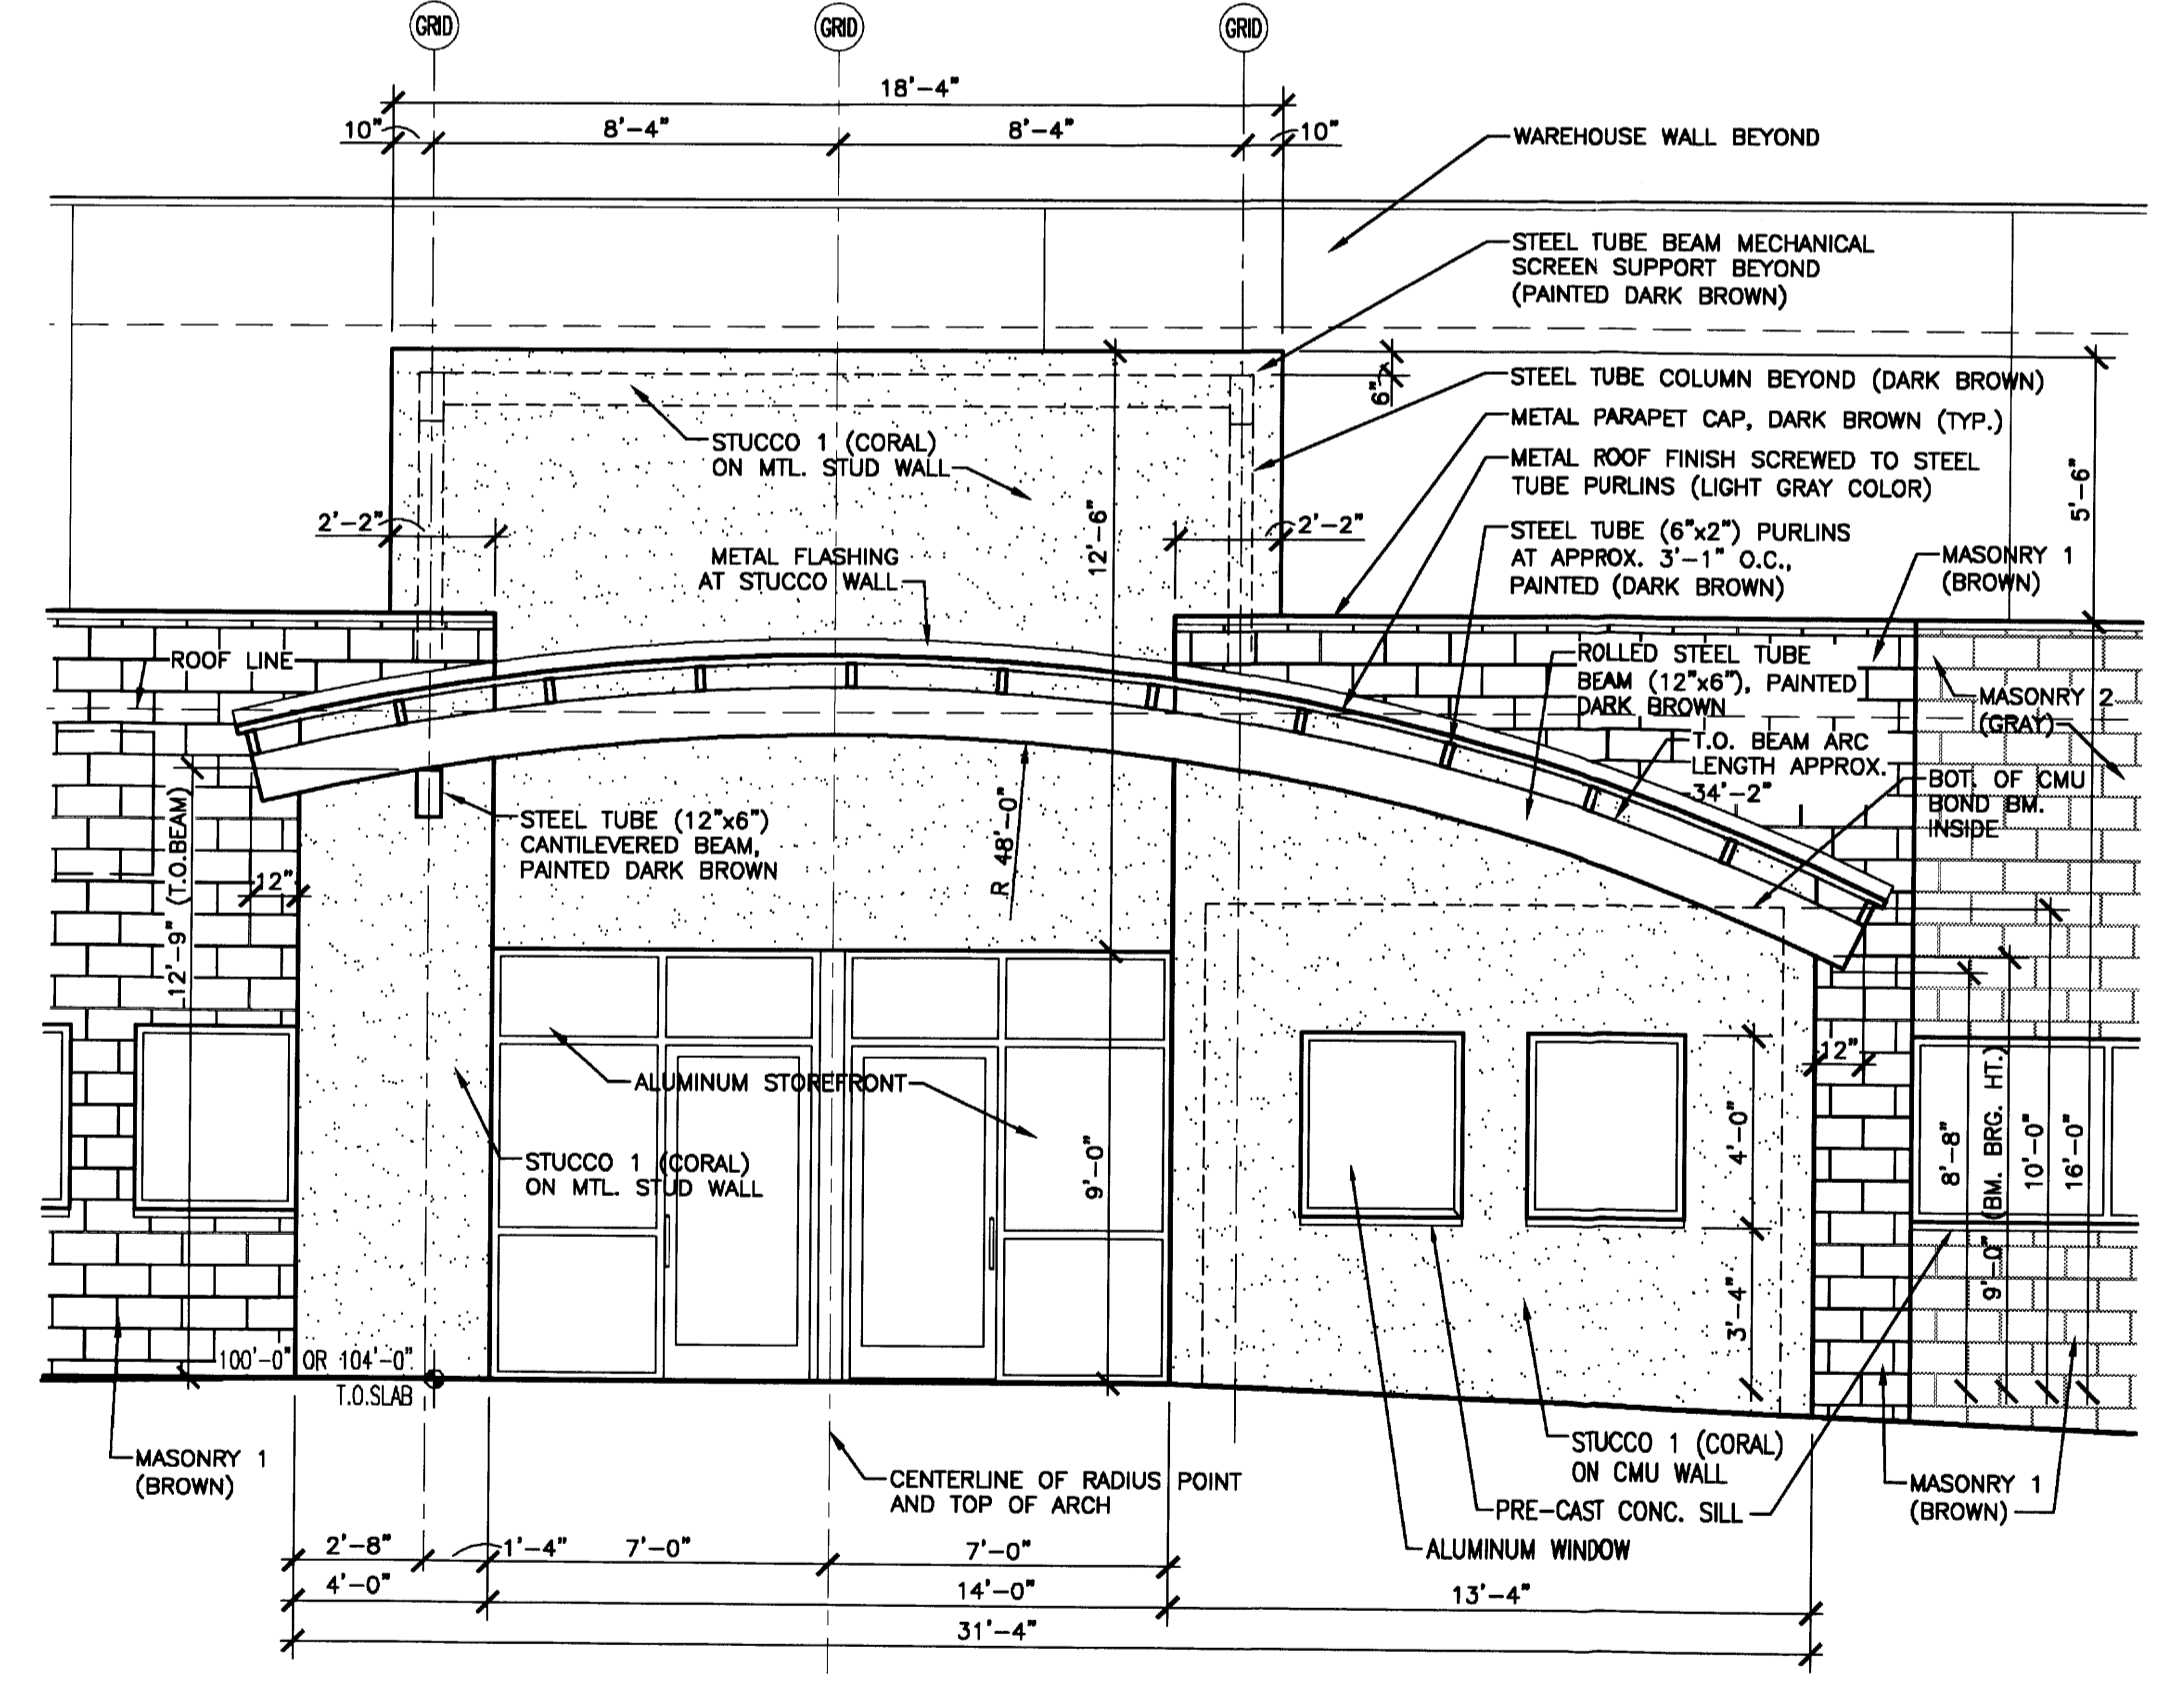 GRID
GRID
GRID
18'-4"
10"
8'-4"
8'-4"
10"
WAREHOUSE WALL BEYOND
STEEL TUBE BEAM MECHANICAL
SCREEN SUPPORT BEYOND
(PAINTED DARK BROWN)
6"
STEEL TUBE COLUMN BEYOND (DARK BROWN)
METAL PARAPET CAP, DARK BROWN (TYP.)
STUCCO 1 (CORAL)
ON MTL. STUD WALL
METAL ROOF FINISH SCREWED TO STEEL
TUBE PURLINS (LIGHT GRAY COLOR)
5'-6"
2'-2"
12'-6"
2'-2"
STEEL TUBE (6"x2") PURLINS
AT APPROX. 3'-1" O.C.,
PAINTED (DARK BROWN)
METAL FLASHING
AT STUCCO WALL
MASONRY 1
(BROWN)
ROOF LINE
ROLLED STEEL TUBE
BEAM (12"x6"), PAINTED
DARK BROWN
MASONRY 2
(GRAY)
T.O. BEAM ARC
LENGTH APPROX.
34'-2"
BOT. OF CMU
BOND BM.
INSIDE
12'-9" (T.O.BEAM)
STEEL TUBE (12"x6")
CANTILEVERED BEAM,
PAINTED DARK BROWN
R 48'-0"
12"
12"
ALUMINUM STOREFRONT
STUCCO 1 (CORAL)
ON MTL. STUD WALL
9'-0"
4'-0"
3'-4"
8'-8"
9'-0" (BM. BRG. HT.)
10'-0"
16'-0"
100'-0" OR 104'-0"
T.O.SLAB
MASONRY 1
(BROWN)
CENTERLINE OF RADIUS POINT
AND TOP OF ARCH
STUCCO 1 (CORAL)
ON CMU WALL
PRE-CAST CONC. SILL
ALUMINUM WINDOW
MASONRY 1
(BROWN)
2'-8"
1'-4"
7'-0"
7'-0"
4'-0"
14'-0"
13'-4"
31'-4"